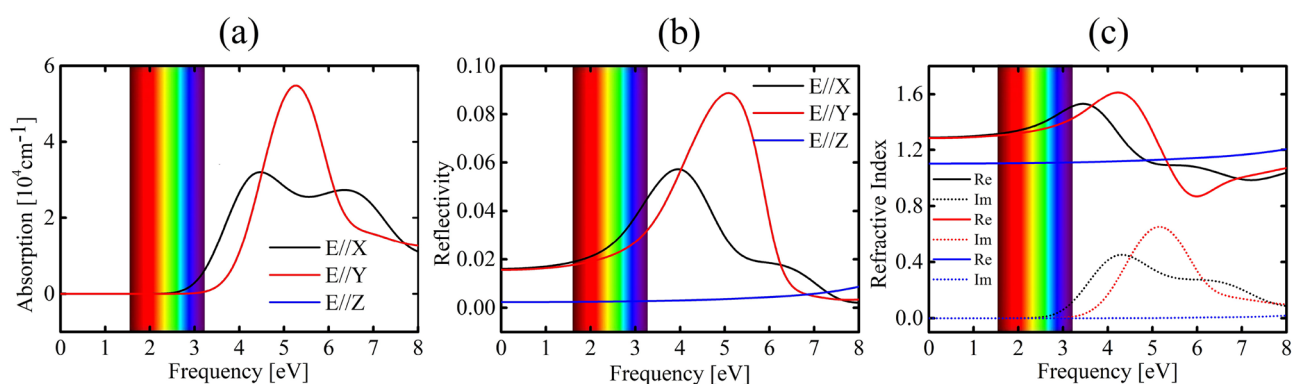 (a)
Absorption [10⁴ cm⁻¹]
6
4
2
0
0 1 2 3 4 5 6 7 8
Frequency [eV]
E//X
E//Y
E//Z
(b)
Reflectivity
0.10
0.08
0.06
0.04
0.02
0.00
0 1 2 3 4 5 6 7 8
Frequency [eV]
E//X
E//Y
E//Z
(c)
Refractive Index
1.6
1.2
0.8
0.4
0.0
0 1 2 3 4 5 6 7 8
Frequency [eV]
Re
Im
Re
Im
Re
Im